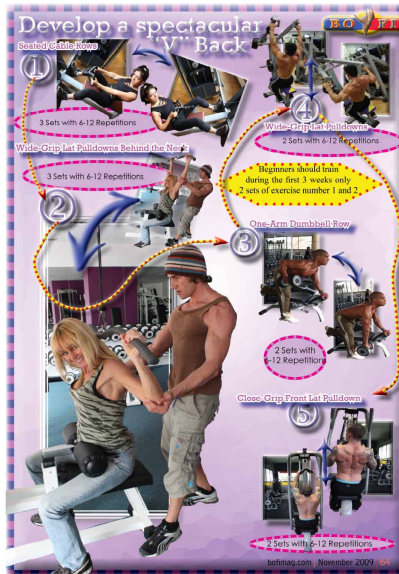 Develop a spectacular
"V" Back
BO FI
Seated Cable Rows
1
3 Sets with 6-12 Repetitions
4
Wide-Grip Lat Pulldowns
2 Sets with 6-12 Repetitions
Wide-Grip Lat Pulldowns Behind the Neck
3 Sets with 6-12 Repetitions
2
Beginners should train
during the first 3 weeks only
2 sets of exercise number 1 and 2
One-Arm Dumbbell Row
3
2 Sets with
6-12 Repetitions
Close-Grip Front Lat Pulldown
5
2 Sets with 6-12 Repetitions
bofimag.com November 2009 64